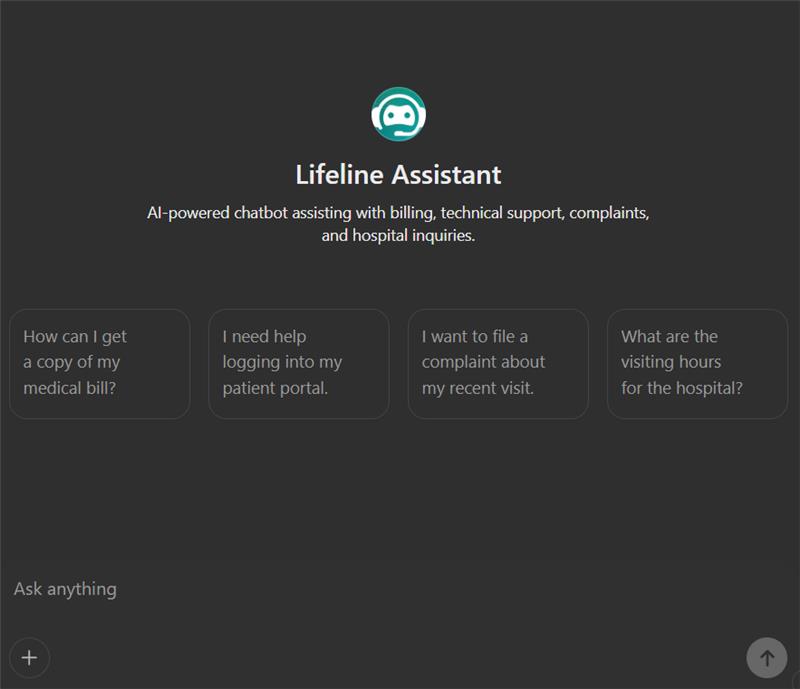 Lifeline Assistant
AI-powered chatbot assisting with billing, technical support, complaints,
and hospital inquiries.
How can I get
a copy of my
medical bill?
I need help
logging into my
patient portal.
I want to file a
complaint about
my recent visit.
What are the
visiting hours
for the hospital?
Ask anything